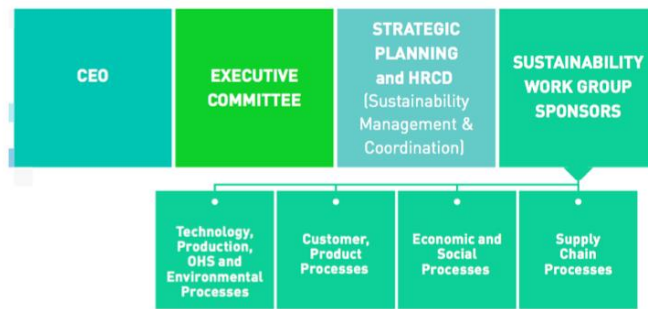 CEO
EXECUTIVE
COMMITTEE
STRATEGIC
PLANNING
and HRCD
(Sustainability
Management &
Coordination)
SUSTAINABILITY
WORK GROUP
SPONSORS
Technology,
Production,
OHS and
Environmental
Processes
Customer,
Product
Processes
Economic and
Social
Processes
Supply
Chain
Processes